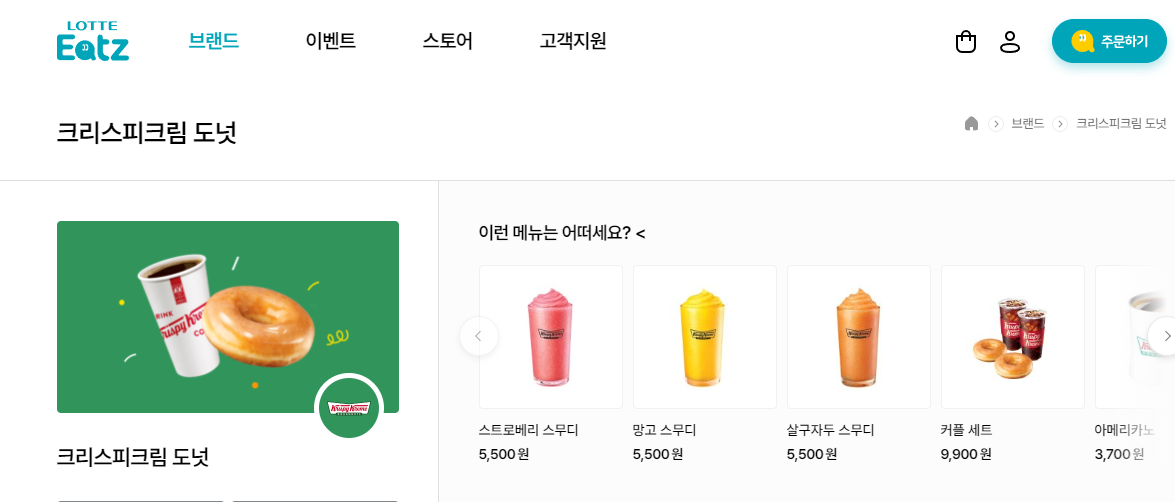 LOTTE
Eatz
브랜드 이벤트 스토어 고객지원
주문하기
크리스피크림 도넛
브랜드 크리스피크림 도넛
DRINK
Krispy Kreme
이런 메뉴는 어떠세요? <
스트로베리 스무디
5,500 원
망고 스무디
5,500 원
살구자두 스무디
5,500 원
커플 세트
9,900 원
아메리카노
3,700 원
Krispy Kreme
크리스피크림 도넛